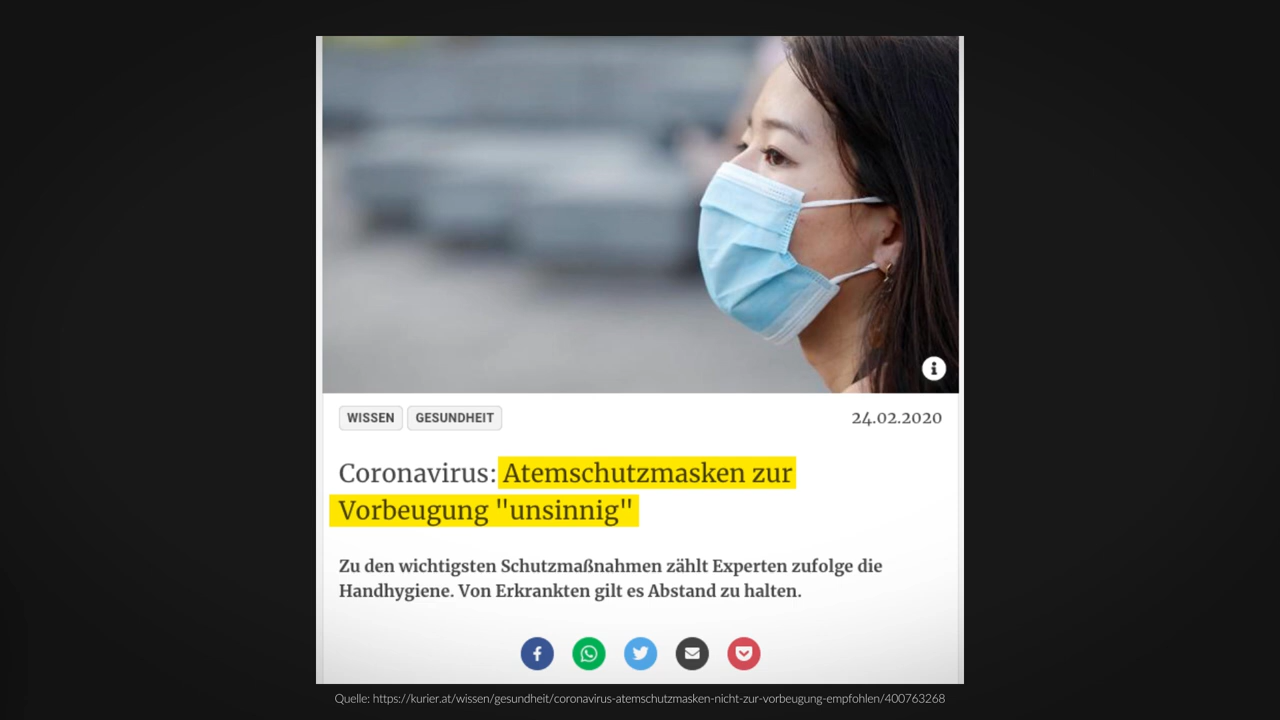 WISSEN GESUNDHEIT 24.02.2020
Coronavirus: Atemschutzmasken zur
Vorbeugung "unsinnig"
Zu den wichtigsten Schutzmaßnahmen zählt Experten zufolge die
Handhygiene. Von Erkrankten gilt es Abstand zu halten.
Quelle: https://kurier.at/wissen/gesundheit/coronavirus-atemschutzmasken-nicht-zur-vorbeugung-empfohlen/400763268